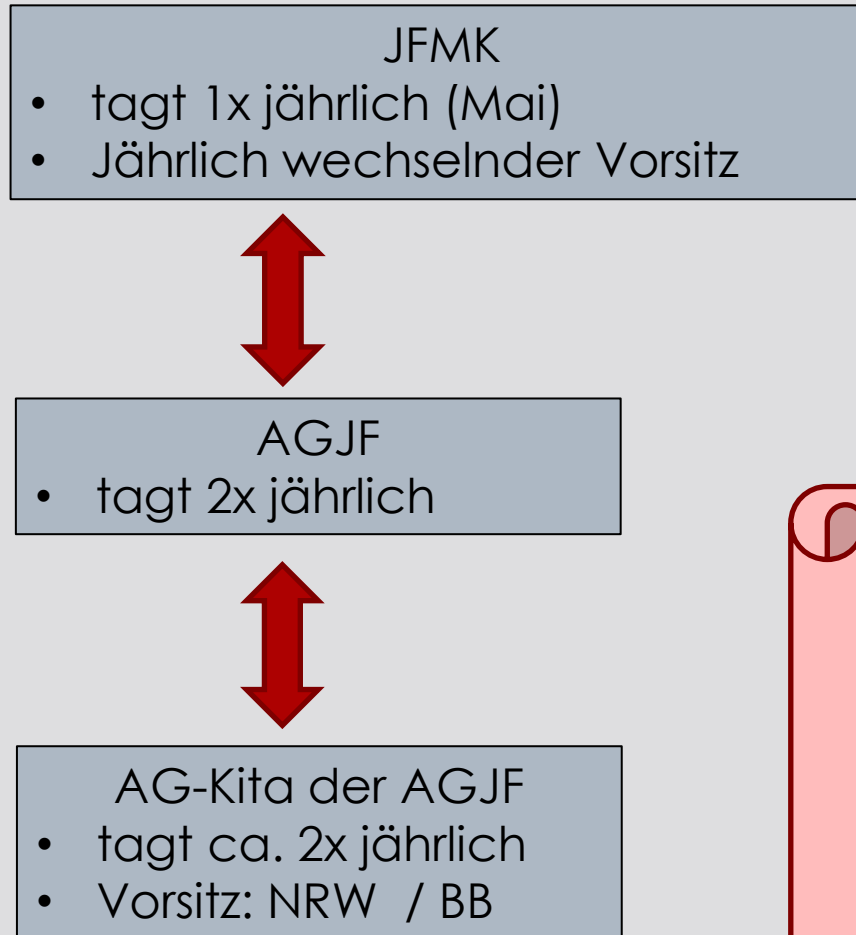 JFMK
• tagt 1x jährlich (Mai)
• Jährlich wechselnder Vorsitz
AGJF
• tagt 2x jährlich
AG-Kita der AGJF
• tagt ca. 2x jährlich
• Vorsitz: NRW / BB